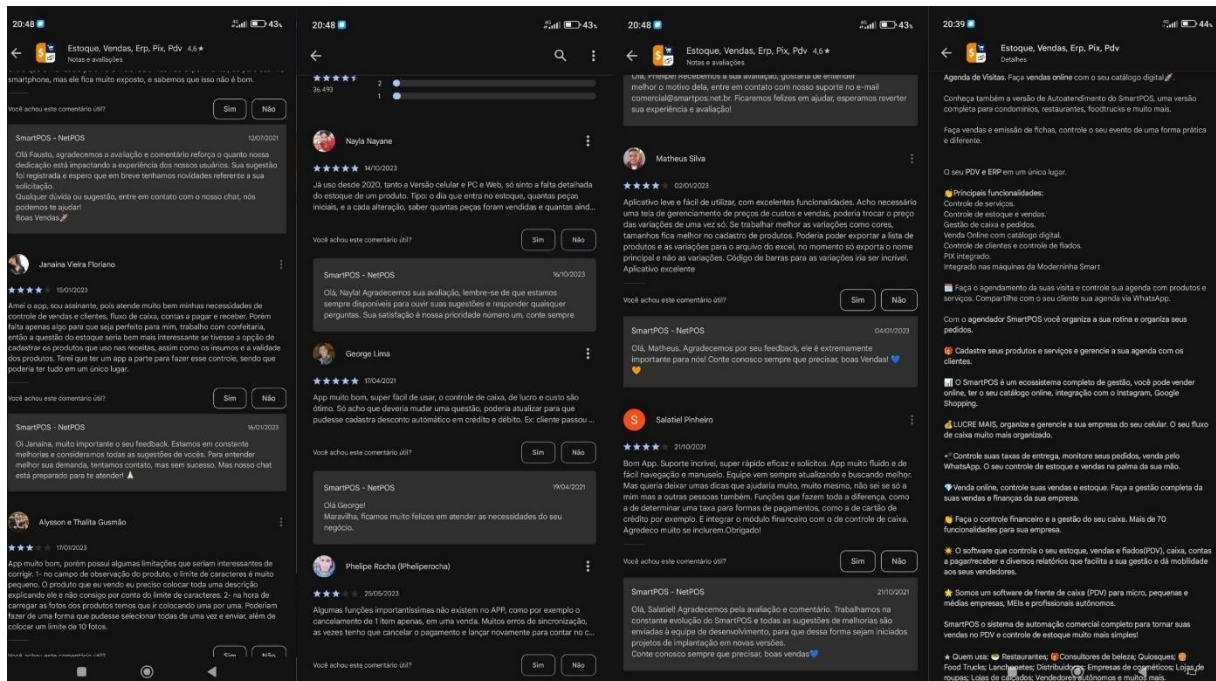 20:48
43%
Estoque, Vendas, Erp, Pix, Pdv 4,6★
Notas e avaliações
smartphone, mas ele fica muito exposto, e sabemos que isso não é bom.
Você achou este comentário útil?
Sim
Não
SmartPOS - NetPOS
12/07/2021
Olá Fausto, agradecemos a avaliação e comentário reforça o quanto nossa
dedicação está impactando a experiência dos nossos usuários. Sua sugestão
foi registrada e espero que em breve tenhamos novidades referente a sua
solicitação.
Qualquer dúvida ou sugestão, entre em contato com o nosso chat, nós
podemos te ajudar!
Boas Vendas🚀
Janaina Vieira Floriano
15/01/2023
Amei o app, sou assinante, pois atende muito bem minhas necessidades de
controle de vendas e clientes, fluxo de caixa, contas a pagar e receber. Porém
falta apenas algo para que seja perfeito para mim, trabalho com confeitaria,
então a questão do estoque seria bem mais interessante se tivesse a opção de
cadastrar os produtos que uso nas receitas, assim como os insumos e a validade
dos produtos. Terei que ter um app a parte para fazer esse controle, sendo que
poderia ter tudo em um único lugar.
Você achou este comentário útil?
Sim
Não
SmartPOS - NetPOS
16/01/2023
Oi Janaina, muito importante o seu feedback. Estamos em constante
melhorias e consideramos todas as sugestões de vocês. Para entender
melhor sua demanda, tentamos contato, mas sem sucesso. Mas nosso chat
está preparado para te atender!
Alysson e Thalita Gusmão
17/01/2023
App muito bom, porém possui algumas limitações que seriam interessantes de
corrigir. 1- no campo de observação do produto, o limite de caracteres é muito
pequeno. O produto que eu vendo eu preciso colocar toda uma descrição
explicando ele e não consigo por conta do limite de caracteres. 2- na hora de
carregar as fotos dos produtos temos que ir colocando uma por uma. Poderiam
fazer de uma forma que pudesse selecionar todas de uma vez e enviar, além de
colocar um limite de 10 fotos.
Você achou este comentário útil?
Sim
Não
20:48
43%
36.493
2
1
Nayla Nayane
14/10/2023
Já uso desde 2020, tanto a Versão celular e PC e Web, só sinto a falta detalhada
do estoque de um produto. Tipo: o dia que entra no estoque, quantas peças
iniciais, e a cada alteração, saber quantas peças foram vendidas e quantas aind...
Você achou este comentário útil?
Sim
Não
SmartPOS - NetPOS
16/10/2023
Olá, Nayla! Agradecemos sua avaliação, lembre-se de que estamos
sempre disponíveis para ouvir suas sugestões e responder quaisquer
perguntas. Sua satisfação é nossa prioridade número um, conte sempre
George Lima
17/04/2021
App muito bom, super fácil de usar, o controle de caixa, de lucro e custo são
ótimo. Só acho que deveria mudar uma questão, poderia atualizar para que
pudesse cadastra desconto automático em crédito e débito. Ex: cliente passou ...
Você achou este comentário útil?
Sim
Não
SmartPOS - NetPOS
19/04/2021
Olá George!
Maravilha, ficamos muito felizes em atender as necessidades do seu
negócio.
Phelipe Rocha (IPheliperocha)
25/05/2023
Algumas funções importantíssimas não existem no APP, como por exemplo o
cancelamento de 1 item apenas, em uma venda. Muitos erros de sincronização,
as vezes tenho que cancelar o pagamento e lançar novamente para contar no c...
Você achou este comentário útil?
Sim
Não
20:48
43%
Estoque, Vendas, Erp, Pix, Pdv 4,6★
Notas e avaliações
Olá, Phelipe! Recebemos a sua avaliação, gostaria de entender
melhor o motivo dela, entre em contato com nosso suporte no e-mail
comercial@smartpos.net.br. Ficaremos felizes em ajudar, esperamos reverter
sua experiência e avaliação!
Matheus Silva
02/01/2023
Aplicativo leve e fácil de utilizar, com excelentes funcionalidades. Acho necessário
uma tela de gerenciamento de preços de custos e vendas, poderia trocar o preço
das variações de uma vez só. Se trabalhar melhor as variações como cores,
tamanhos fica melhor no cadastro de produtos. Poderia poder exportar a lista de
produtos e as variações para o arquivo do excel, no momento só exporta o nome
principal e não as variações. Código de barras para as variações iria ser incrível.
Aplicativo excelente
Você achou este comentário útil?
Sim
Não
SmartPOS - NetPOS
04/01/2023
Olá, Matheus. Agradecemos por seu feedback, ele é extremamente
importante para nós! Conte conosco sempre que precisar, boas Vendas! 💙
🧡
S
Salatiel Pinheiro
21/10/2021
Bom App. Suporte incrível, super rápido eficaz e solícitos. App muito fluido e de
fácil navegação e manuseio. Equipe vem sempre atualizando e buscando melhor.
Mas queria deixar umas dicas que ajudaria muito, muito mesmo, não sei se só a
mim mas a outras pessoas também. Funções que fazem toda a diferença, como
a de determinar uma taxa para formas de pagamentos, como a de cartão de
crédito por exemplo. E integrar o módulo financeiro com o de controle de caixa.
Agredeco muito se incluirem.Obrigado!
Você achou este comentário útil?
Sim
Não
SmartPOS - NetPOS
21/10/2021
Olá, Salatiel! Agradecemos pela avaliação e comentário. Trabalhamos na
constante evolução do SmartPOS e todas as sugestões de melhorias são
enviadas à equipe de desenvolvimento, para que dessa forma sejam iniciados
projetos de implantação em novas versões.
Conte conosco sempre que precisar, boas vendas💙
20:39
44%
Estoque, Vendas, Erp, Pix, Pdv
Detalhes
Agenda de Visitas. Faça vendas online com o seu catálogo digital🚀.
Conheça também a versão de Autoatendimento do SmartPOS, uma versão
completa para condomínios, restaurantes, foodtrucks e muito mais.
Faça vendas e emissão de fichas, controle o seu evento de uma forma prática
e diferente.
O seu PDV e ERP em um único lugar.
👏Principais funcionalidades:
Controle de serviços.
Controle de estoque e vendas.
Gestão de caixa e pedidos.
Venda Online com catálogo digital.
Controle de clientes e controle de fiados.
PIX integrado.
Integrado nas máquinas da Moderninha Smart
🗓 Faça o agendamento da suas visita e controle sua agenda com produtos e
serviços. Compartilhe com o seu cliente sua agenda via WhatsApp.
Com o agendador SmartPOS você organiza a sua rotina e organiza seus
pedidos.
🎁 Cadastre seus produtos e serviços e gerencie a sua agenda com os
clientes.
📊 O SmartPOS é um ecossistema completo de gestão, você pode vender
online, ter o seu catálogo online, integração com o Instagram, Google
Shopping.
💰LUCRE MAIS, organize e gerencie a sua empresa do seu celular. O seu fluxo
de caixa muito mais organizado.
Controle suas taxas de entrega, monitore seus pedidos, venda pelo
WhatsApp. O seu controle de estoque e vendas na palma da sua mão.
💎Venda online, controle suas vendas e estoque. Faça a gestão completa da
suas vendas e finanças da sua empresa.
👏 Faça o controle financeiro e a gestão do seu caixa. Mais de 70
funcionalidades para sua empresa.
O software que controla o seu estoque, vendas e fiados(PDV), caixa, contas
a pagar/receber e diversos relatórios que facilita a sua gestão e dá mobilidade
aos seus vendedores.
🌟 Somos um software de frente de caixa (PDV) para micro, pequenas e
médias empresas, MEIs e profissionais autônomos.
SmartPOS o sistema de automação comercial completo para tornar suas
vendas no PDV e controle de estoque muito mais simples!
★ Quem usa: Restaurantes; Consultores de beleza; Quiosques; 🍔
Food Trucks; Lanchonetes; Distribuidoras; Empresas de cosméticos; Lojas de
roupas; Lojas de calçados; Vendedores autônomos e muitos mais.